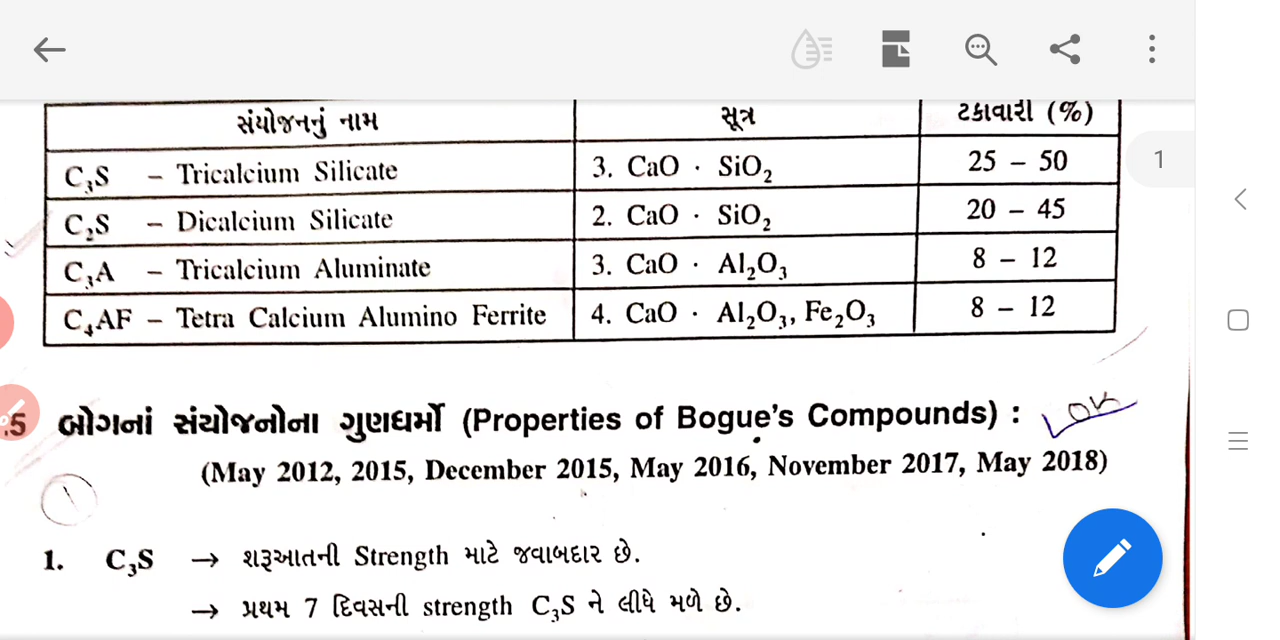 સંયોજનનું નામ સૂત્ર ટકાવારી (%)
C₃S – Tricalcium Silicate 3. CaO · SiO₂ 25 – 50
1
C₂S – Dicalcium Silicate 2. CaO · SiO₂ 20 – 45
C₃A – Tricalcium Aluminate 3. CaO · Al₂O₃ 8 – 12
C₄AF – Tetra Calcium Alumino Ferrite 4. CaO · Al₂O₃, Fe₂O₃ 8 – 12
.5 બોગનાં સંયોજનોના ગુણધર્મો (Properties of Bogue's Compounds) : OK
(May 2012, 2015, December 2015, May 2016, November 2017, May 2018)
1. C₃S → શરૂઆતની Strength માટે જવાબદાર છે.
→ પ્રથમ 7 દિવસની strength C₃S ને લીધે મળે છે.